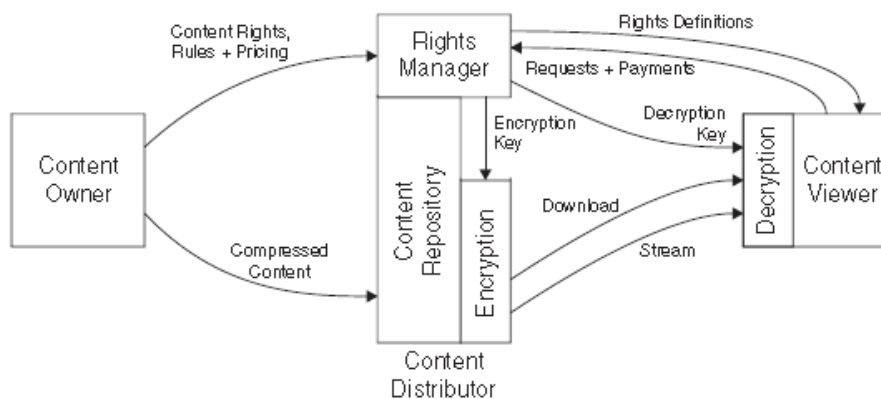 Content Rights,
Rules + Pricing
Rights
Manager
Rights Definitions
Requests + Payments
Encryption
Key
Decryption
Key
Content
Owner
Content
Repository
Encryption
Download
Stream
Decryption
Content
Viewer
Compressed
Content
Content
Distributor